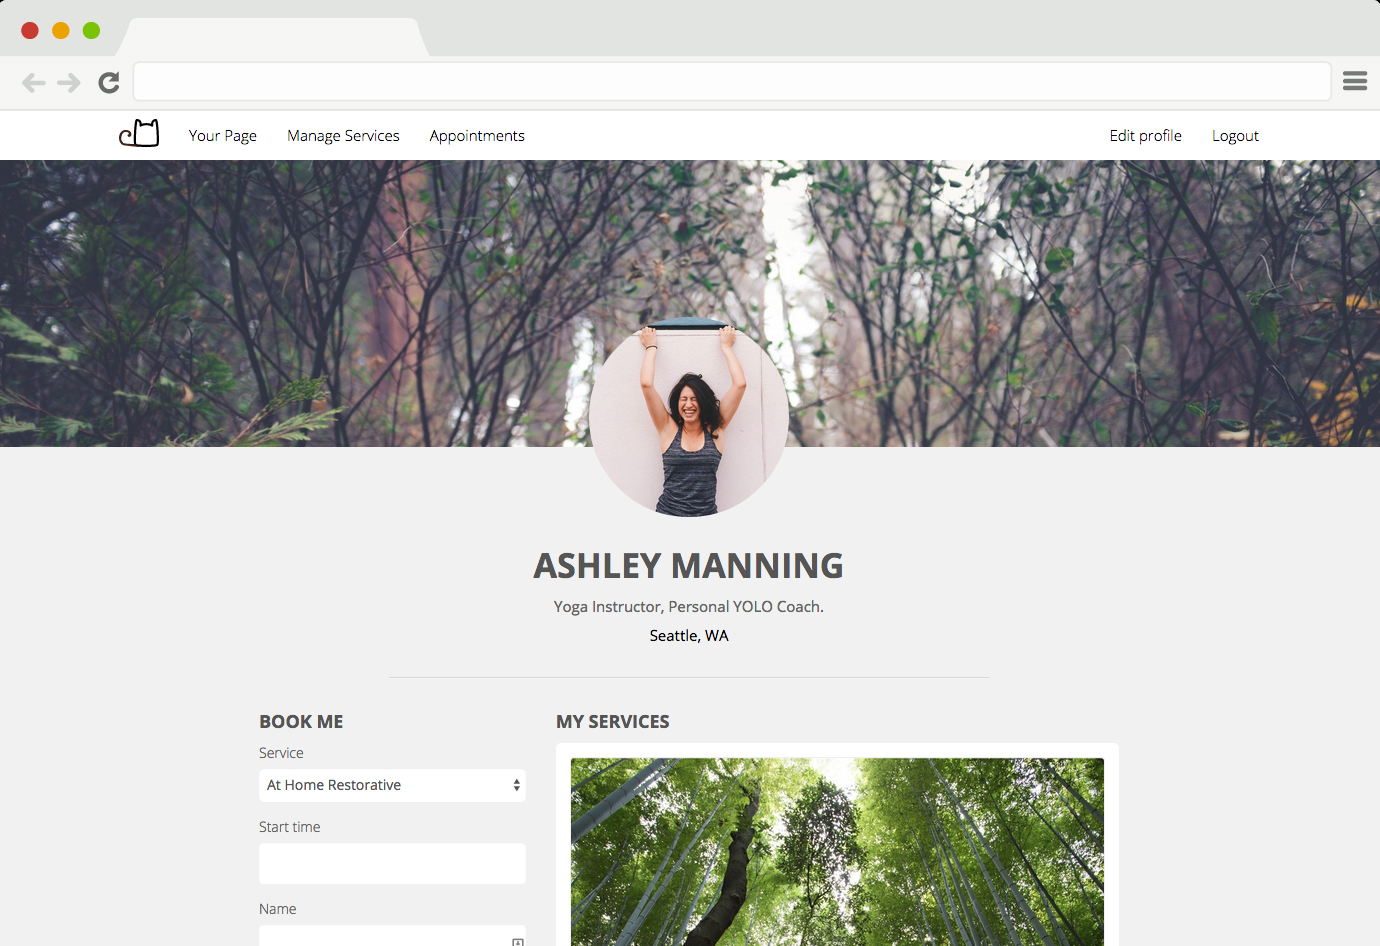 Your Page
Manage Services
Appointments
Edit profile
Logout
ASHLEY MANNING
Yoga Instructor, Personal YOLO Coach.
Seattle, WA
BOOK ME
Service
At Home Restorative
Start time
Name
MY SERVICES